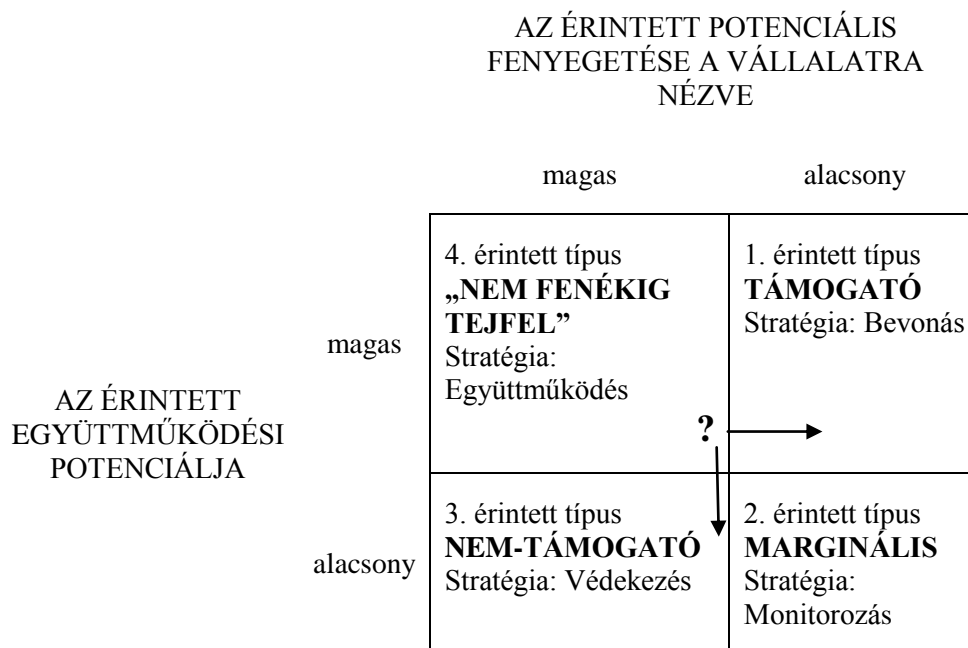 AZ ÉRINTETT POTENCIÁLIS
FENYEGETÉSE A VÁLLALATRA
NÉZVE
magas
alacsony
4. érintett típus
„NEM FENÉKIG
TEJFEL”
Stratégia:
Együttműködés
1. érintett típus
TÁMOGATÓ
Stratégia: Bevonás
magas
?
AZ ÉRINTETT
EGYÜTTMŰKÖDÉSI
POTENCIÁLJA
alacsony
3. érintett típus
NEM-TÁMOGATÓ
Stratégia: Védekezés
2. érintett típus
MARGINÁLIS
Stratégia:
Monitorozás